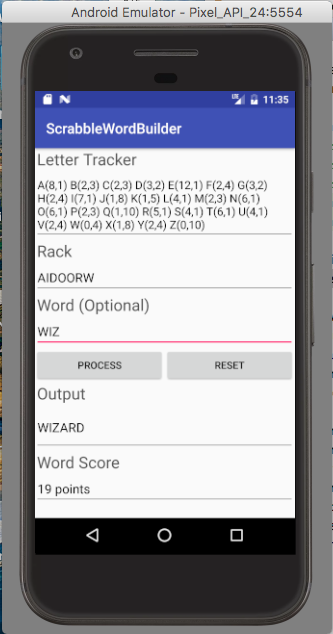 Android Emulator - Pixel_API_24:5554
11:35
ScrabbleWordBuilder
Letter Tracker
A(8,1) B(2,3) C(2,3) D(3,2) E(12,1) F(2,4) G(3,2)
H(2,4) I(7,1) J(1,8) K(1,5) L(4,1) M(2,3) N(6,1)
O(6,1) P(2,3) Q(1,10) R(5,1) S(4,1) T(6,1) U(4,1)
V(2,4) W(0,4) X(1,8) Y(2,4) Z(0,10)
Rack
AIDOORW
Word (Optional)
WIZ
PROCESS RESET
Output
WIZARD
Word Score
19 points